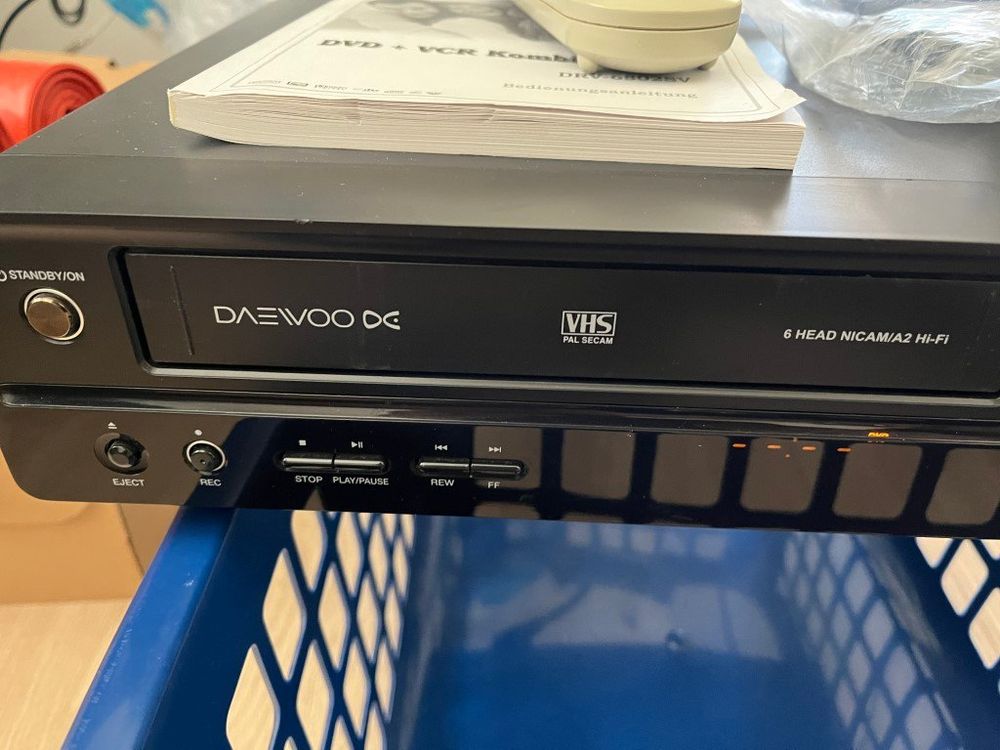 DVD + VCR Kombi
Bedienungsanleitung
STANDBY/ON
DAEWOO
VHS
PAL SECAM
6 HEAD NICAM/A2 Hi-Fi
EJECT
REC
STOP
PLAY/PAUSE
REW
FF
DVD